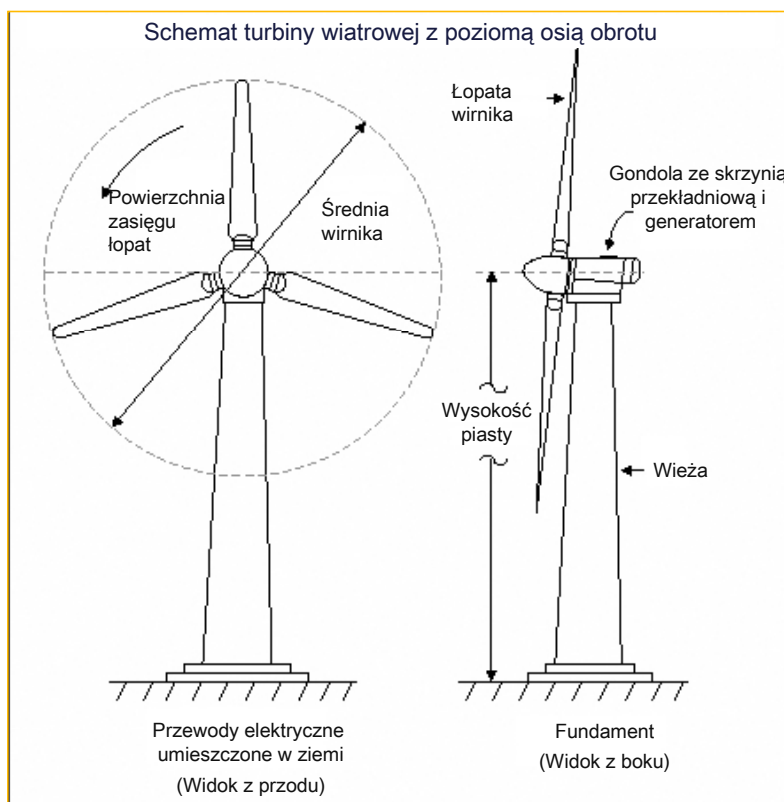 Schemat turbiny wiatrowej z poziomą osią obrotu
Powierzchnia
zasięgu
łopat
Średnia
wirnika
Łopata
wirnika
Gondola ze skrzynią
przekładniową i
generatorem
Wysokość
piasty
Wieża
Przewody elektryczne
umieszczone w ziemi
(Widok z przodu)
Fundament
(Widok z boku)